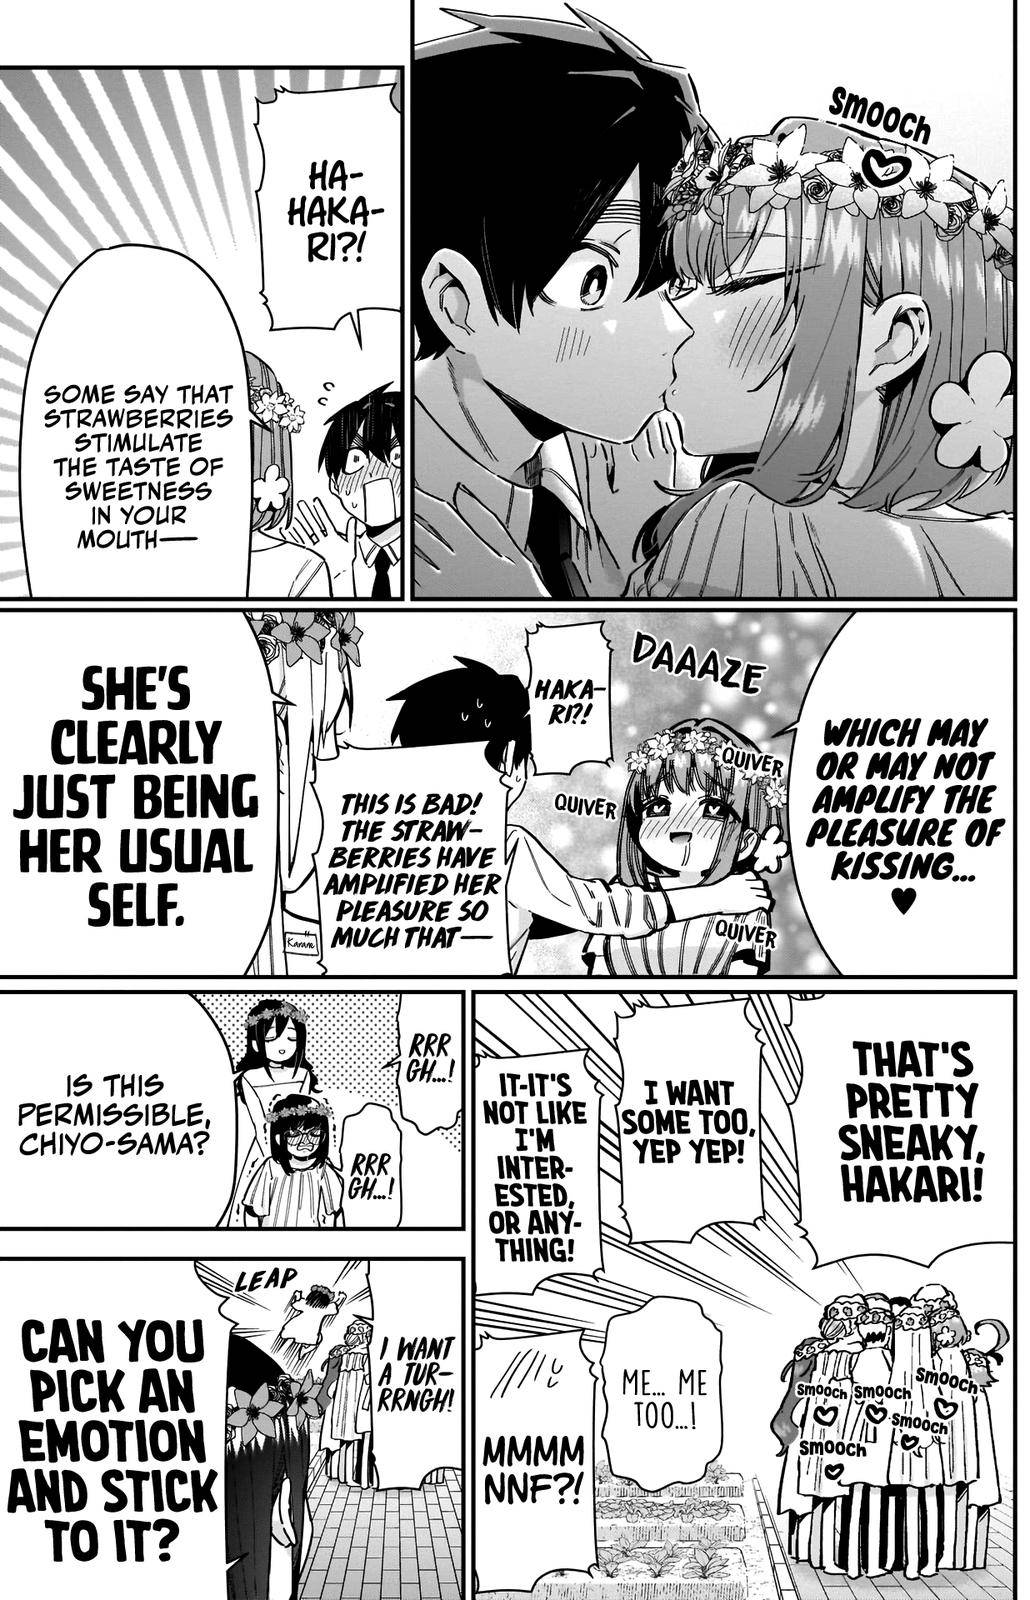 SMOOCH
HA-
HAKA-
RI?!
SOME SAY THAT
STRAWBERRIES
STIMULATE
THE TASTE OF
SWEETNESS
IN YOUR
MOUTH—
WHICH MAY
OR MAY NOT
AMPLIFY THE
PLEASURE OF
KISSING...
♥
DAAAZE
QUIVER
QUIVER
QUIVER
HAKA-
RI?!
THIS IS BAD!
THE STRAW-
BERRIES HAVE
AMPLIFIED HER
PLEASURE SO
MUCH THAT—
Karane
SHE'S
CLEARLY
JUST BEING
HER USUAL
SELF.
THAT'S
PRETTY
SNEAKY,
HAKARI!
I WANT
SOME TOO,
YEP YEP!
IT-IT'S
NOT LIKE
I'M
INTER-
ESTED,
OR ANY-
THING!
ME... ME
TOO...!
MMMM
NNF?!
SMOOCH
SMOOCH
SMOOCH
SMOOCH
SMOOCH
RRR
GH...!
RRR
GH...!
IS THIS
PERMISSIBLE,
CHIYO-SAMA?
LEAP
I WANT
A TUR-
RRNGH!
CAN YOU
PICK AN
EMOTION
AND STICK
TO IT?